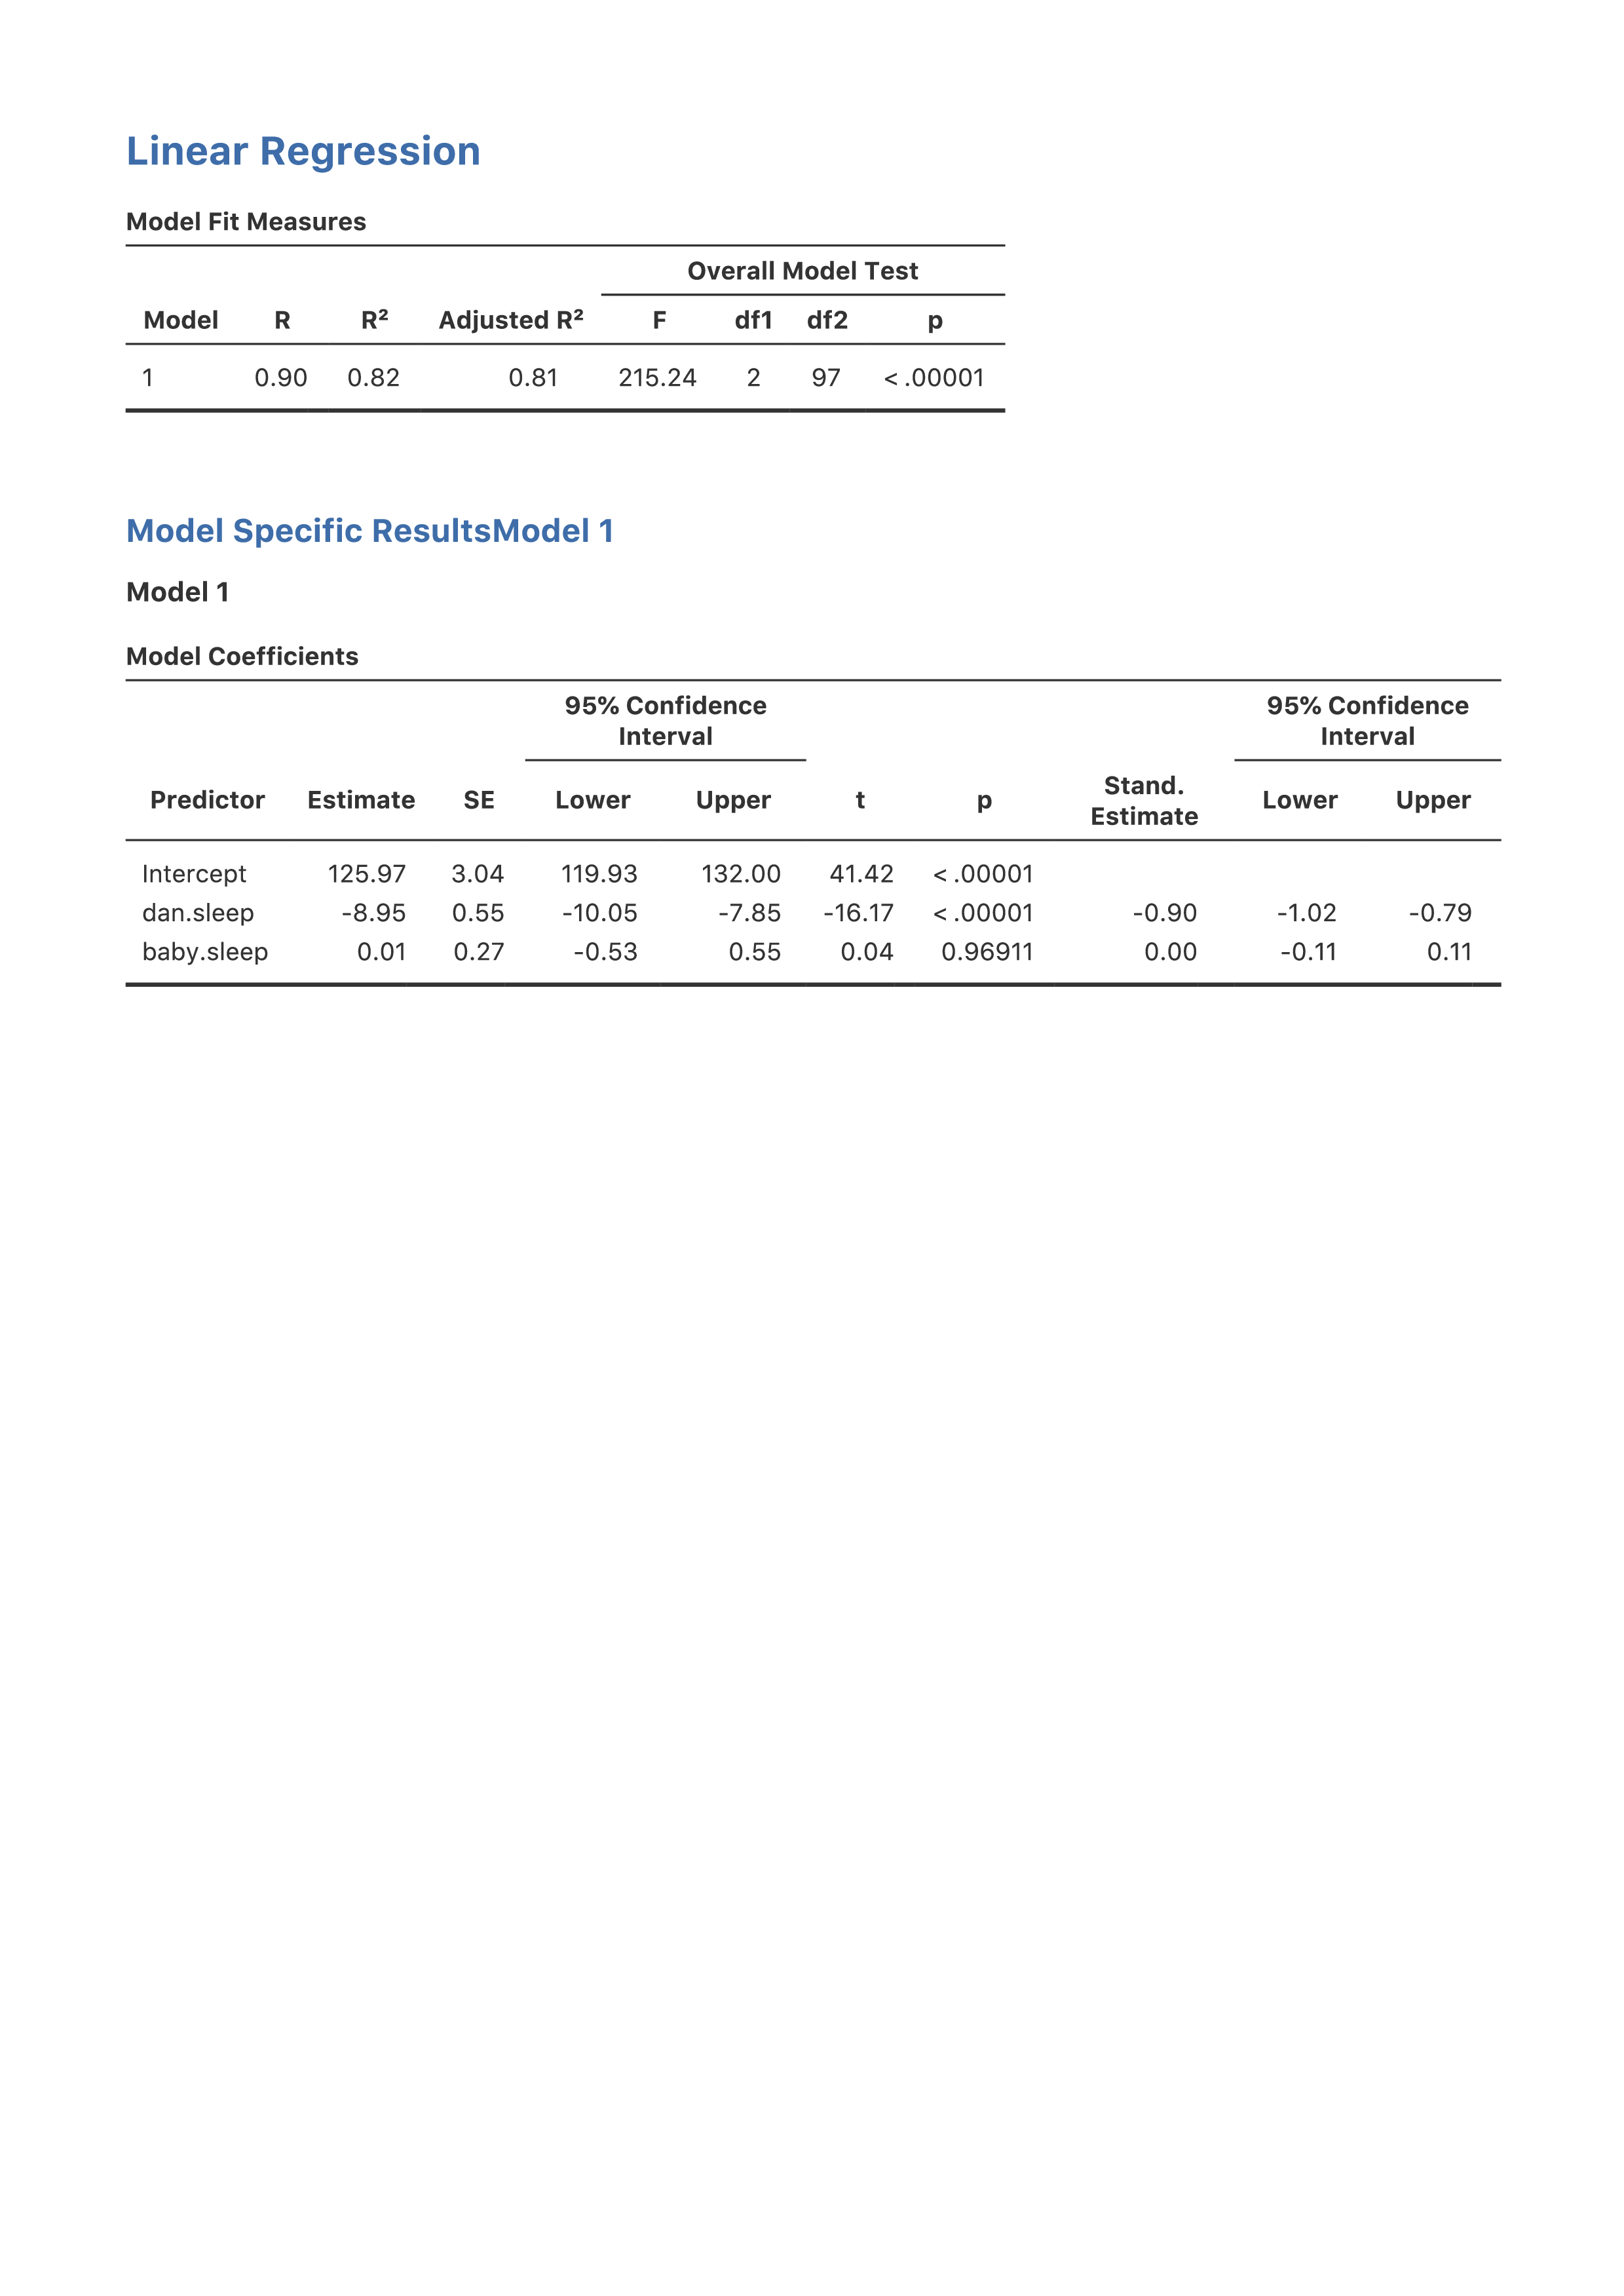 Linear Regression
Model Fit Measures
Overall Model Test
Model R R² Adjusted R² F df1 df2 p
1 0.90 0.82 0.81 215.24 2 97 < .00001
Model Specific ResultsModel 1
Model 1
Model Coefficients
95% Confidence Interval 95% Confidence Interval
Predictor Estimate SE Lower Upper t p Stand. Estimate Lower Upper
Intercept 125.97 3.04 119.93 132.00 41.42 < .00001
dan.sleep -8.95 0.55 -10.05 -7.85 -16.17 < .00001 -0.90 -1.02 -0.79
baby.sleep 0.01 0.27 -0.53 0.55 0.04 0.96911 0.00 -0.11 0.11